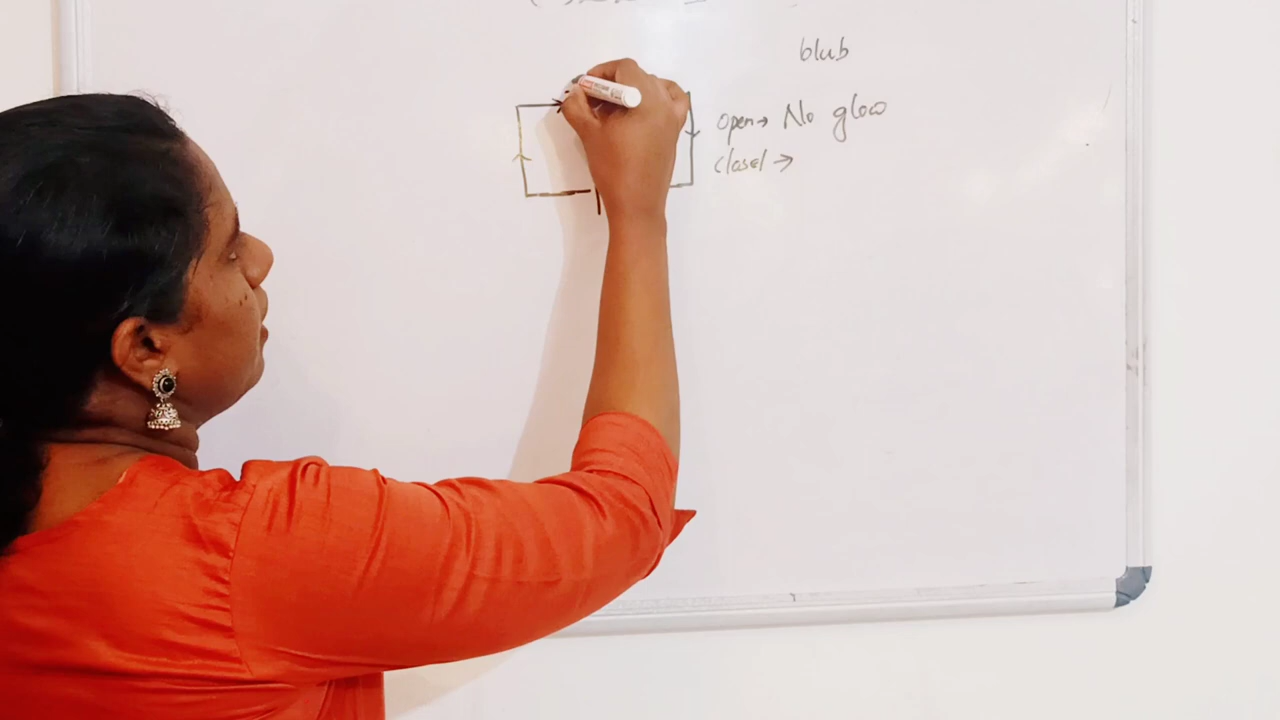 blub
open→ No glow
closed →